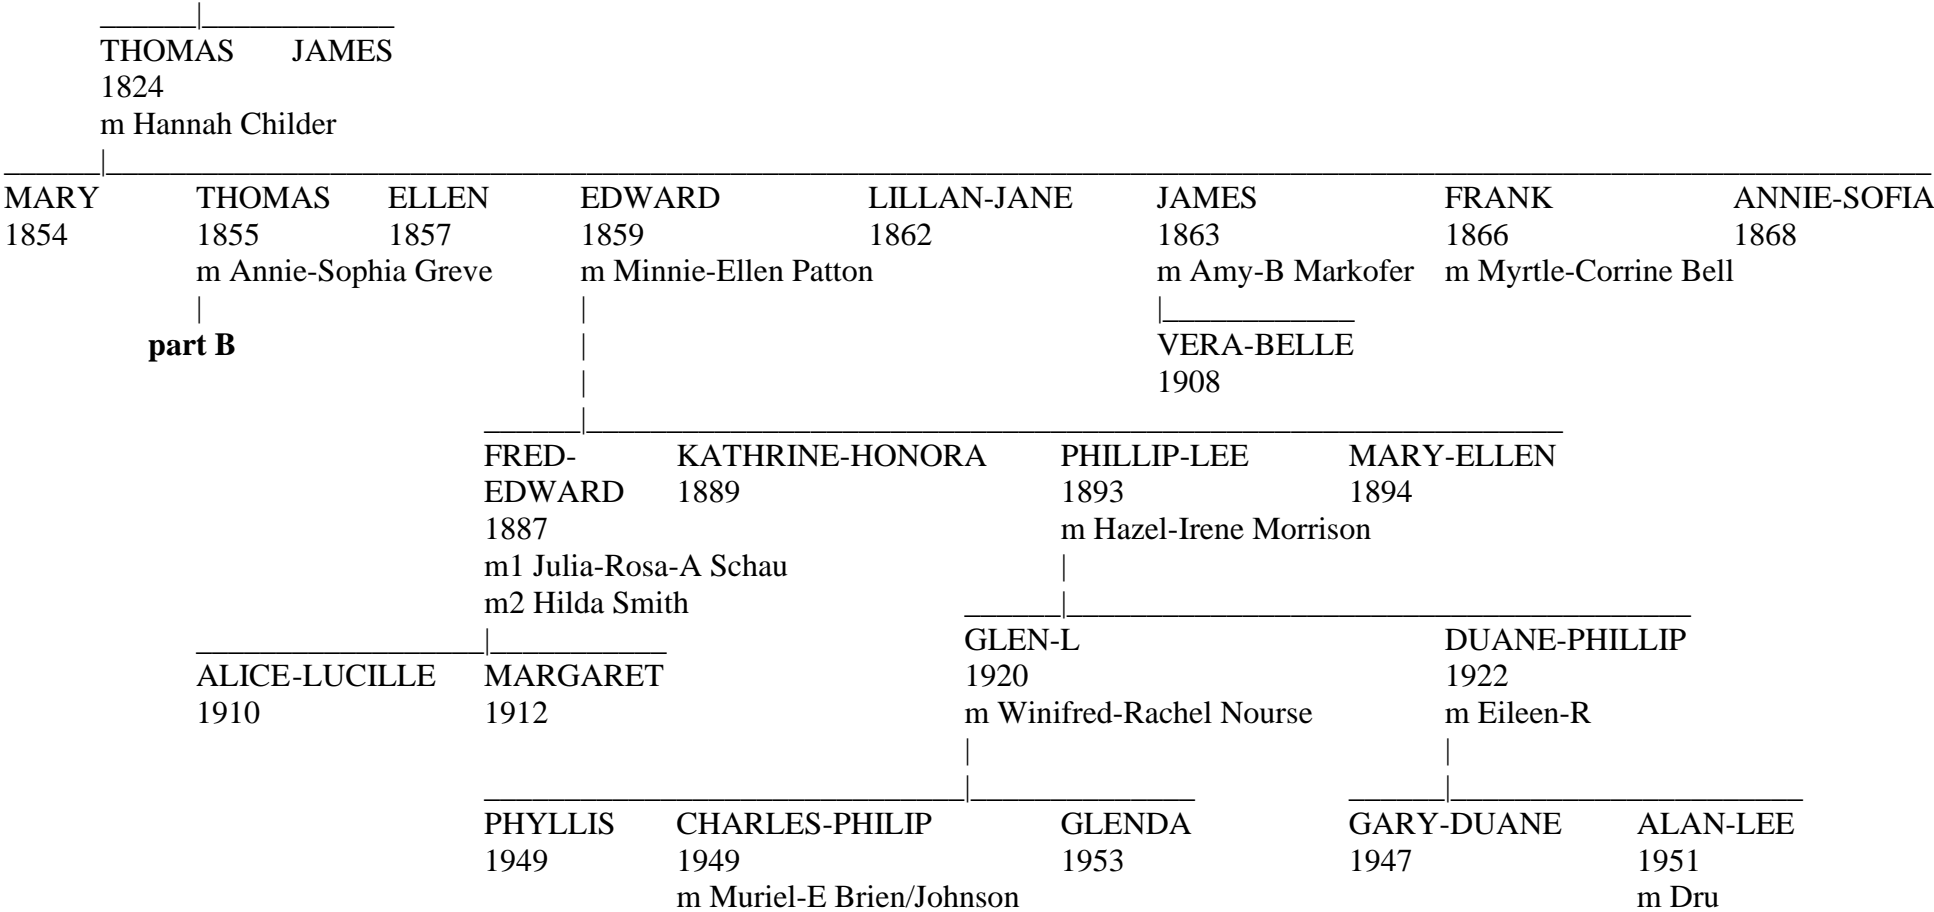 THOMAS JAMES
1824
m Hannah Childer
MARY THOMAS ELLEN EDWARD LILLAN-JANE JAMES FRANK ANNIE-SOFIA
1854 1855 1857 1859 1862 1863 1866 1868
m Annie-Sophia Greve m Minnie-Ellen Patton m Amy-B Markofer m Myrtle-Corrine Bell
part B VERA-BELLE
1908
FRED- KATHRINE-HONORA PHILLIP-LEE MARY-ELLEN
EDWARD 1889 1893 1894
1887 m Hazel-Irene Morrison
m1 Julia-Rosa-A Schau
m2 Hilda Smith
GLEN-L DUANE-PHILLIP
ALICE-LUCILLE MARGARET 1920 1922
1910 1912 m Winifred-Rachel Nourse m Eileen-R
PHYLLIS CHARLES-PHILIP GLENDA GARY-DUANE ALAN-LEE
1949 1949 1953 1947 1951
m Muriel-E Brien/Johnson m Dru